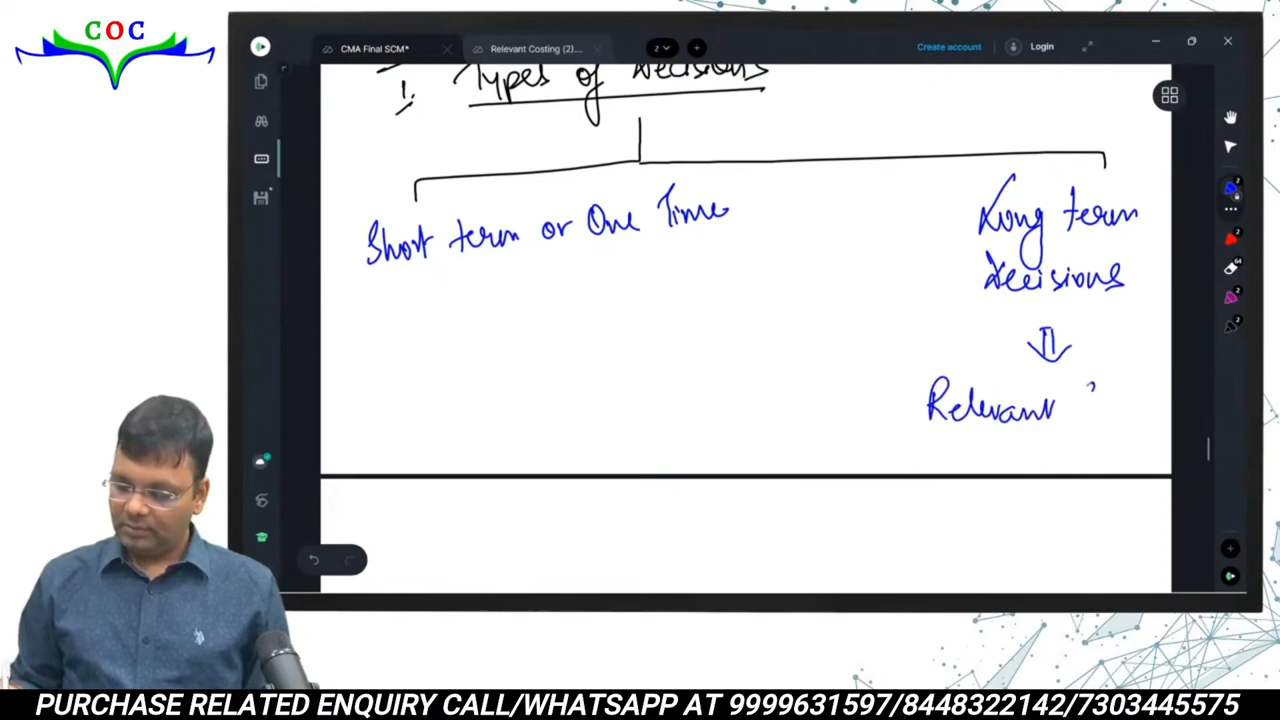 COC
CMA Final SCM*
Relevant Costing (2)....
2
Create account
Login
1.
Types of Decisions
Short term or One Time
Long term
Decisions
Relevant
PURCHASE RELATED ENQUIRY CALL/WHATSAPP AT 9999631597/8448322142/7303445575